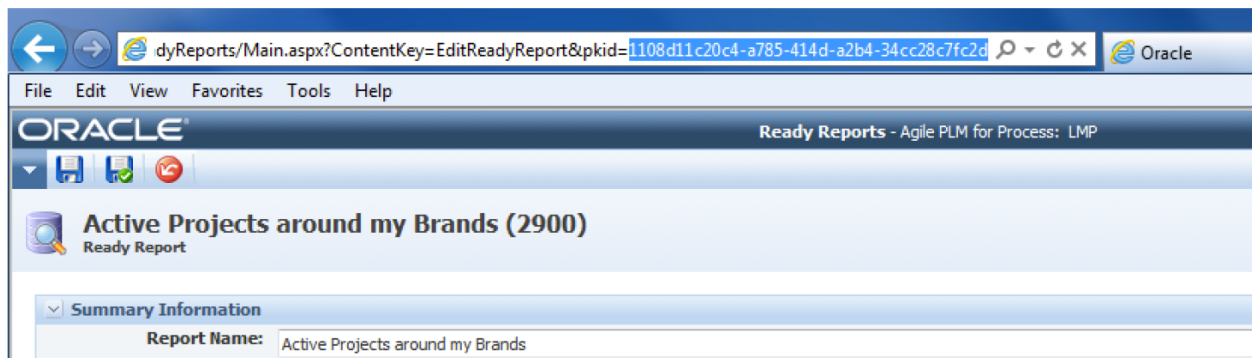 dyReports/Main.aspx?ContentKey=EditReadyReport&pkid=1108d11c20c4-a785-414d-a2b4-34cc28c7fc2d
Oracle
File Edit View Favorites Tools Help
ORACLE
Ready Reports - Agile PLM for Process: LMP
Active Projects around my Brands (2900)
Ready Report
Summary Information
Report Name: Active Projects around my Brands